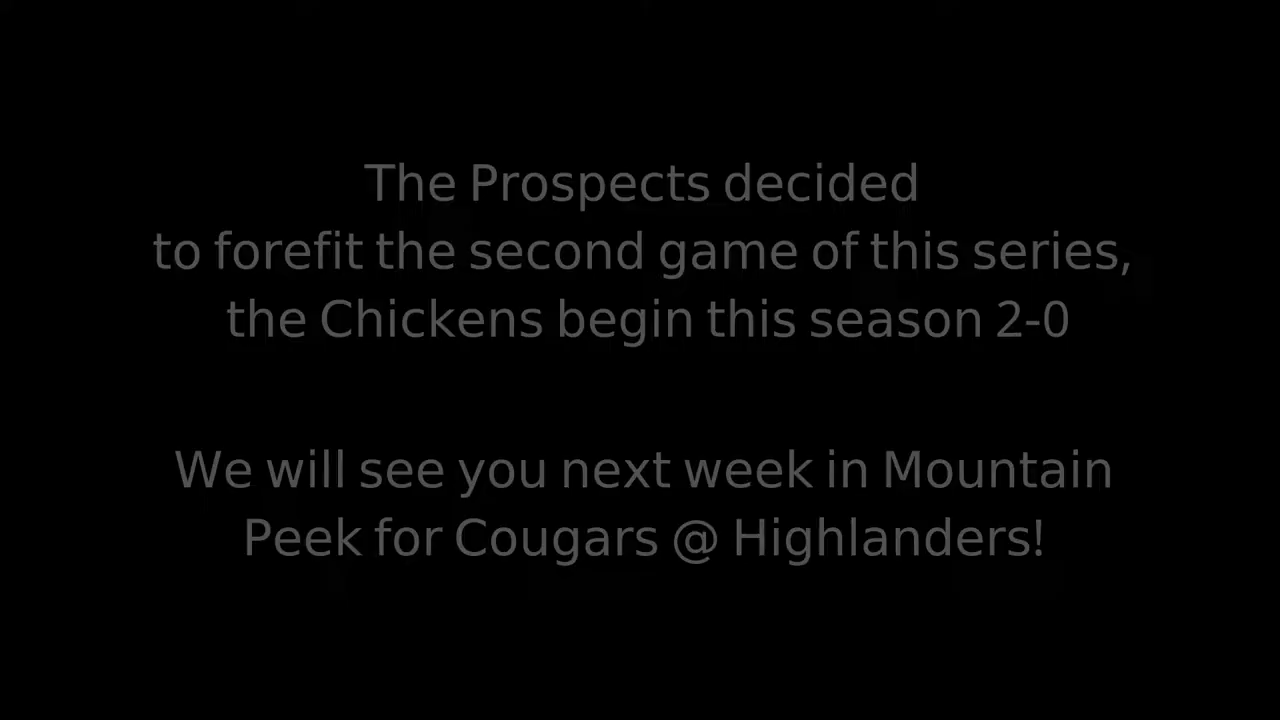 The Prospects decided
to forefit the second game of this series,
the Chickens begin this season 2-0
We will see you next week in Mountain
Peek for Cougars @ Highlanders!